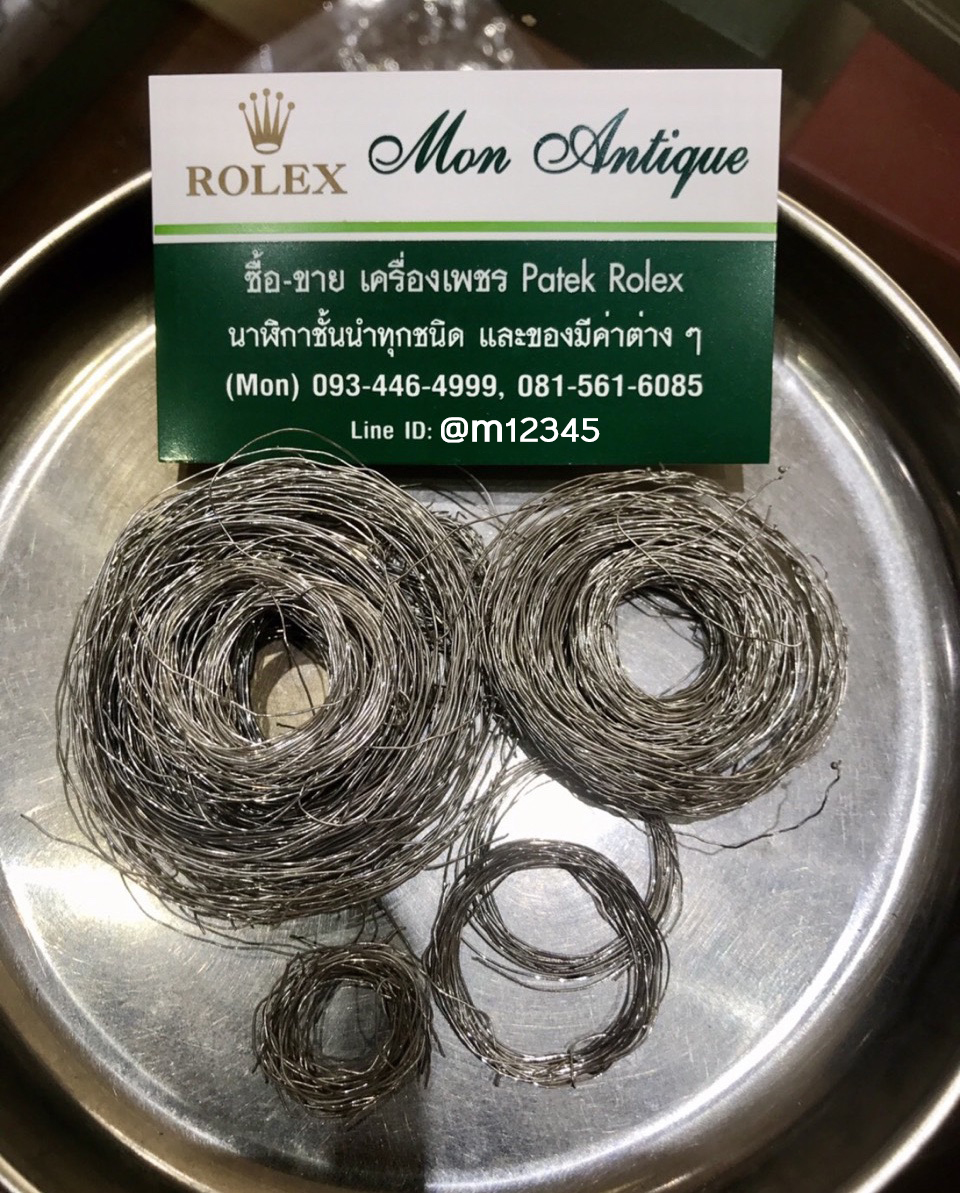 ROLEX Mon Antique
ซื้อ-ขาย เครื่องเพชร Patek Rolex
นาฬิกาชั้นนำทุกชนิด และของมีค่าต่าง ๆ
(Mon) 093-446-4999, 081-561-6085
Line ID: @m12345